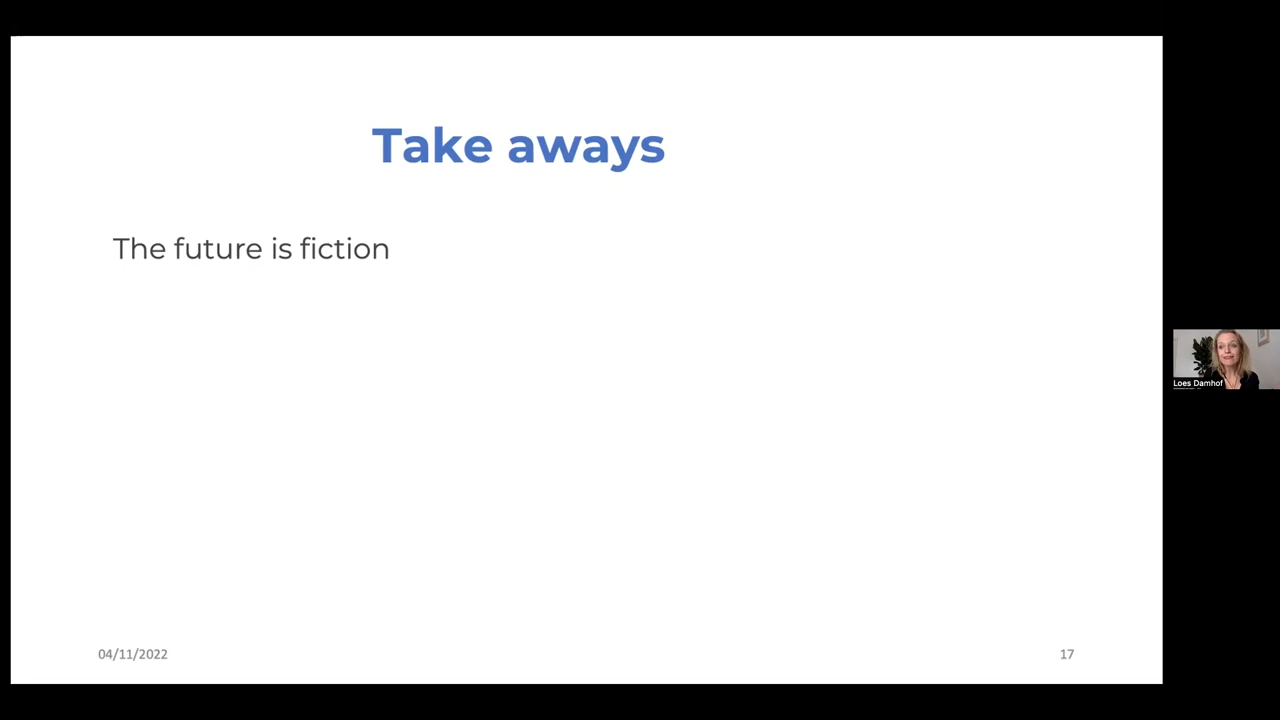 Take aways
The future is fiction
Loes Damhof
04/11/2022
17